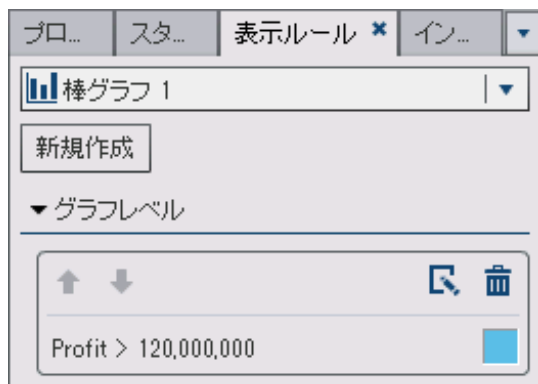 プロ...
スタ...
表示ルール
イン...
棒グラフ 1
新規作成
グラフレベル
Profit > 120,000,000